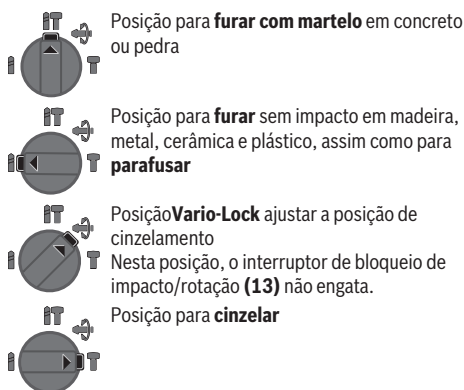 Posição para furar com martelo em concreto
ou pedra
Posição para furar sem impacto em madeira,
metal, cerâmica e plástico, assim como para
parafusar
PosiçãoVario-Lock ajustar a posição de
cinzelamento
Nesta posição, o interruptor de bloqueio de
impacto/rotação (13) não engata.
Posição para cinzelar